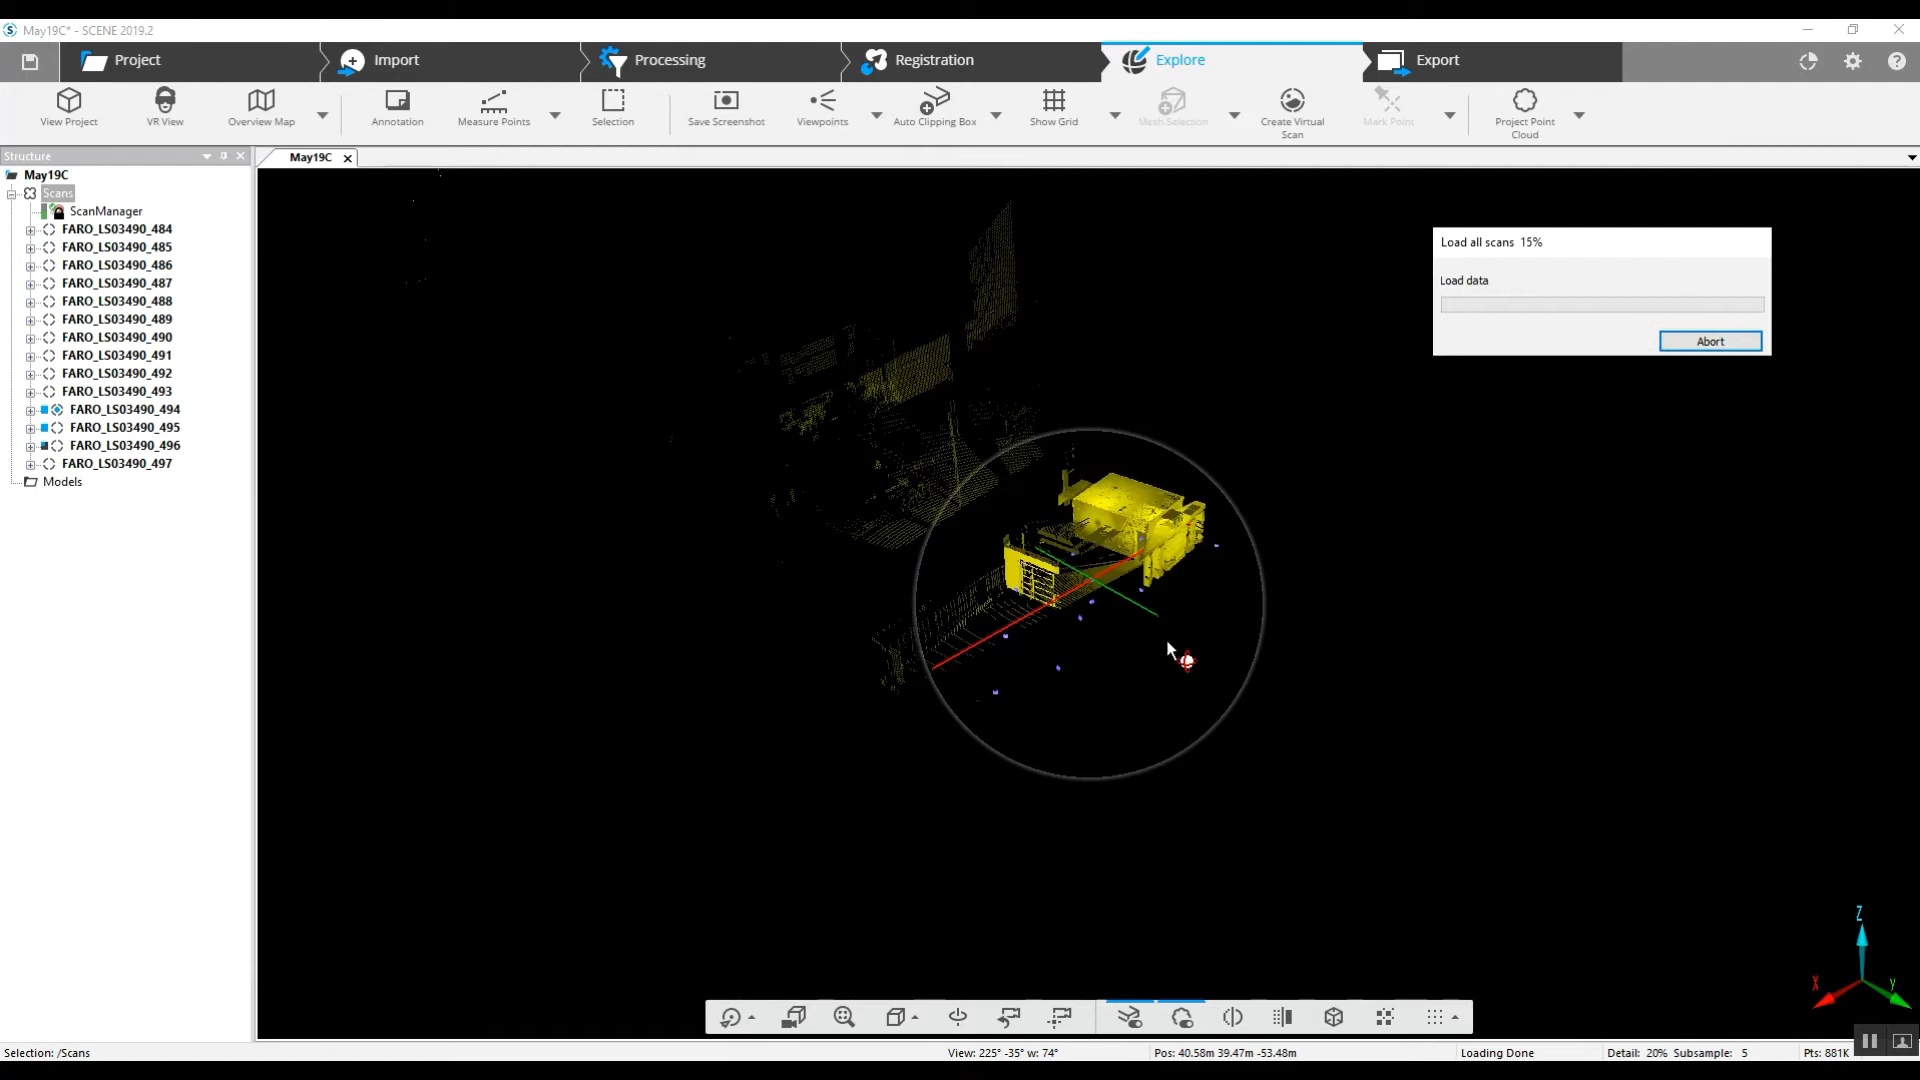 May19C* - SCENE 2019.2
Project
Import
Processing
Registration
Explore
Export
View Project
VR View
Overview Map
Annotation
Measure Points
Selection
Save Screenshot
Viewpoints
Auto Clipping Box
Show Grid
Mesh Selection
Create Virtual
Scan
Mark Point
Project Point
Cloud
Structure
May19C
May19C
Scans
ScanManager
FARO_LS03490_484
FARO_LS03490_485
FARO_LS03490_486
FARO_LS03490_487
FARO_LS03490_488
FARO_LS03490_489
FARO_LS03490_490
FARO_LS03490_491
FARO_LS03490_492
FARO_LS03490_493
FARO_LS03490_494
FARO_LS03490_495
FARO_LS03490_496
FARO_LS03490_497
Models
Load all scans 15%
Load data
Abort
Z
X
y
Selection: /Scans
View: 225° -35° w: 74°
Pos: 40.58m 39.47m -53.48m
Loading Done
Detail: 20% Subsample: 5
Pts: 881K